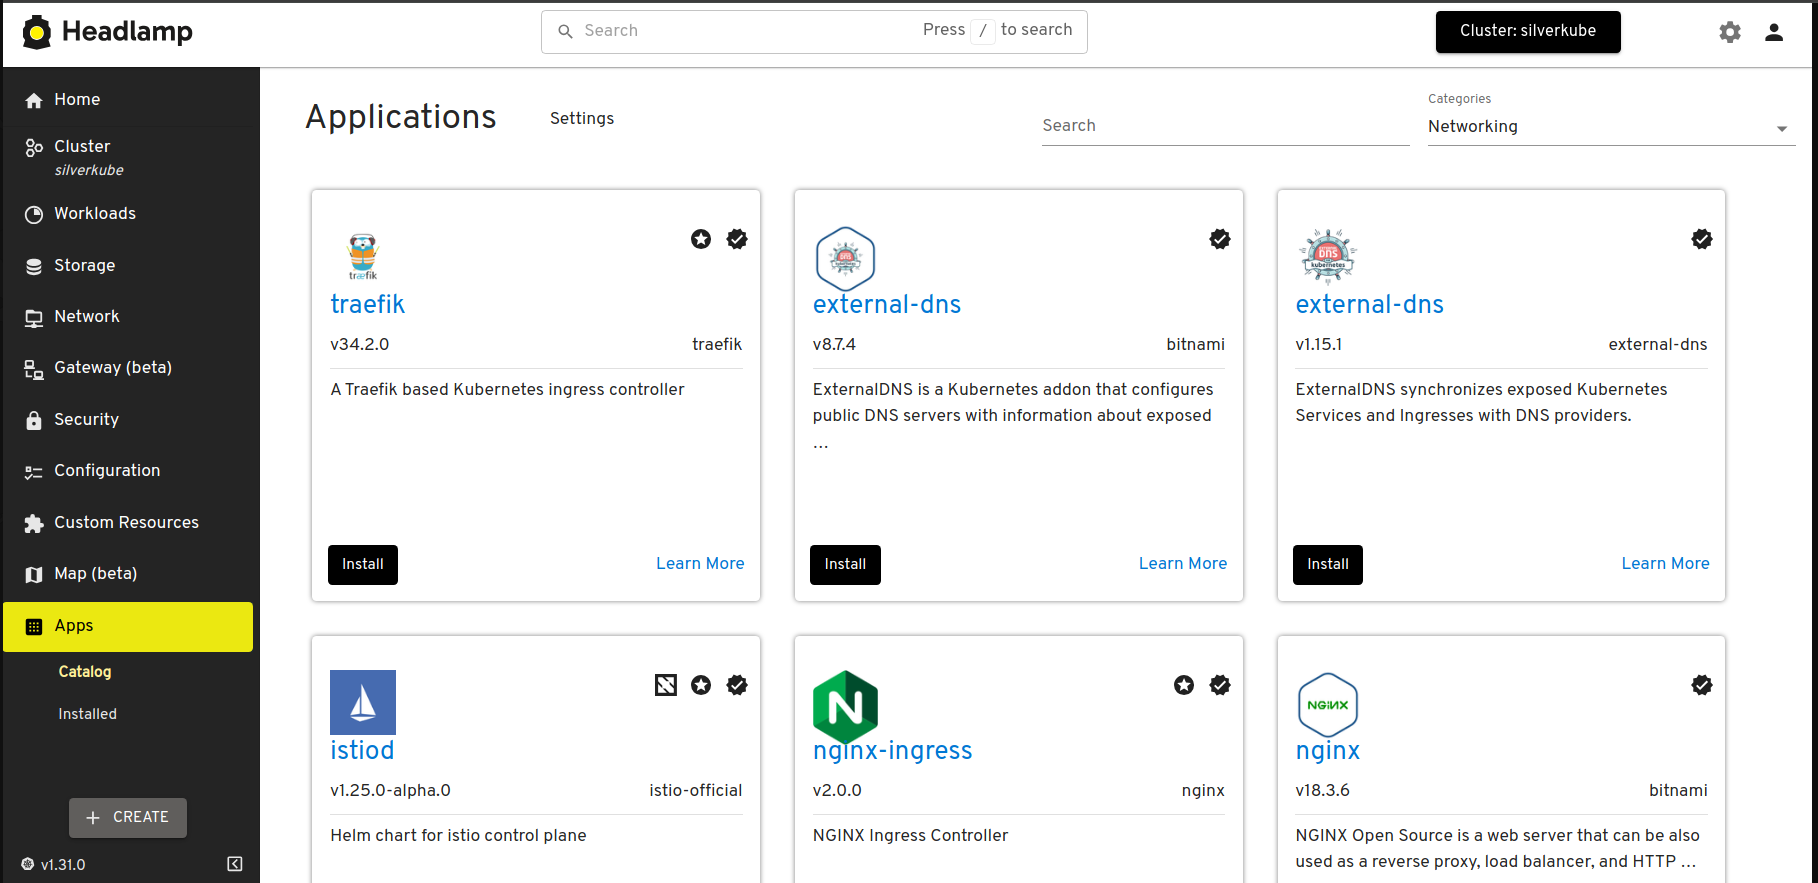 Headlamp
Search
Press / to search
Cluster: silverkube
Home
Cluster
silverkube
Workloads
Storage
Network
Gateway (beta)
Security
Configuration
Custom Resources
Map (beta)
Apps
Catalog
Installed
CREATE
v1.31.0
Applications
Settings
Search
Categories
Networking
træfik
traefik
v34.2.0 traefik
A Traefik based Kubernetes ingress controller
Install Learn More
external-dns
v8.7.4 bitnami
ExternalDNS is a Kubernetes addon that configures
public DNS servers with information about exposed
...
Install Learn More
DNS
kubernetes
external-dns
v1.15.1 external-dns
ExternalDNS synchronizes exposed Kubernetes
Services and Ingresses with DNS providers.
Install Learn More
istiod
v1.25.0-alpha.0 istio-official
Helm chart for istio control plane
N
nginx-ingress
v2.0.0 nginx
NGINX Ingress Controller
NGINX
nginx
v18.3.6 bitnami
NGINX Open Source is a web server that can be also
used as a reverse proxy, load balancer, and HTTP ...